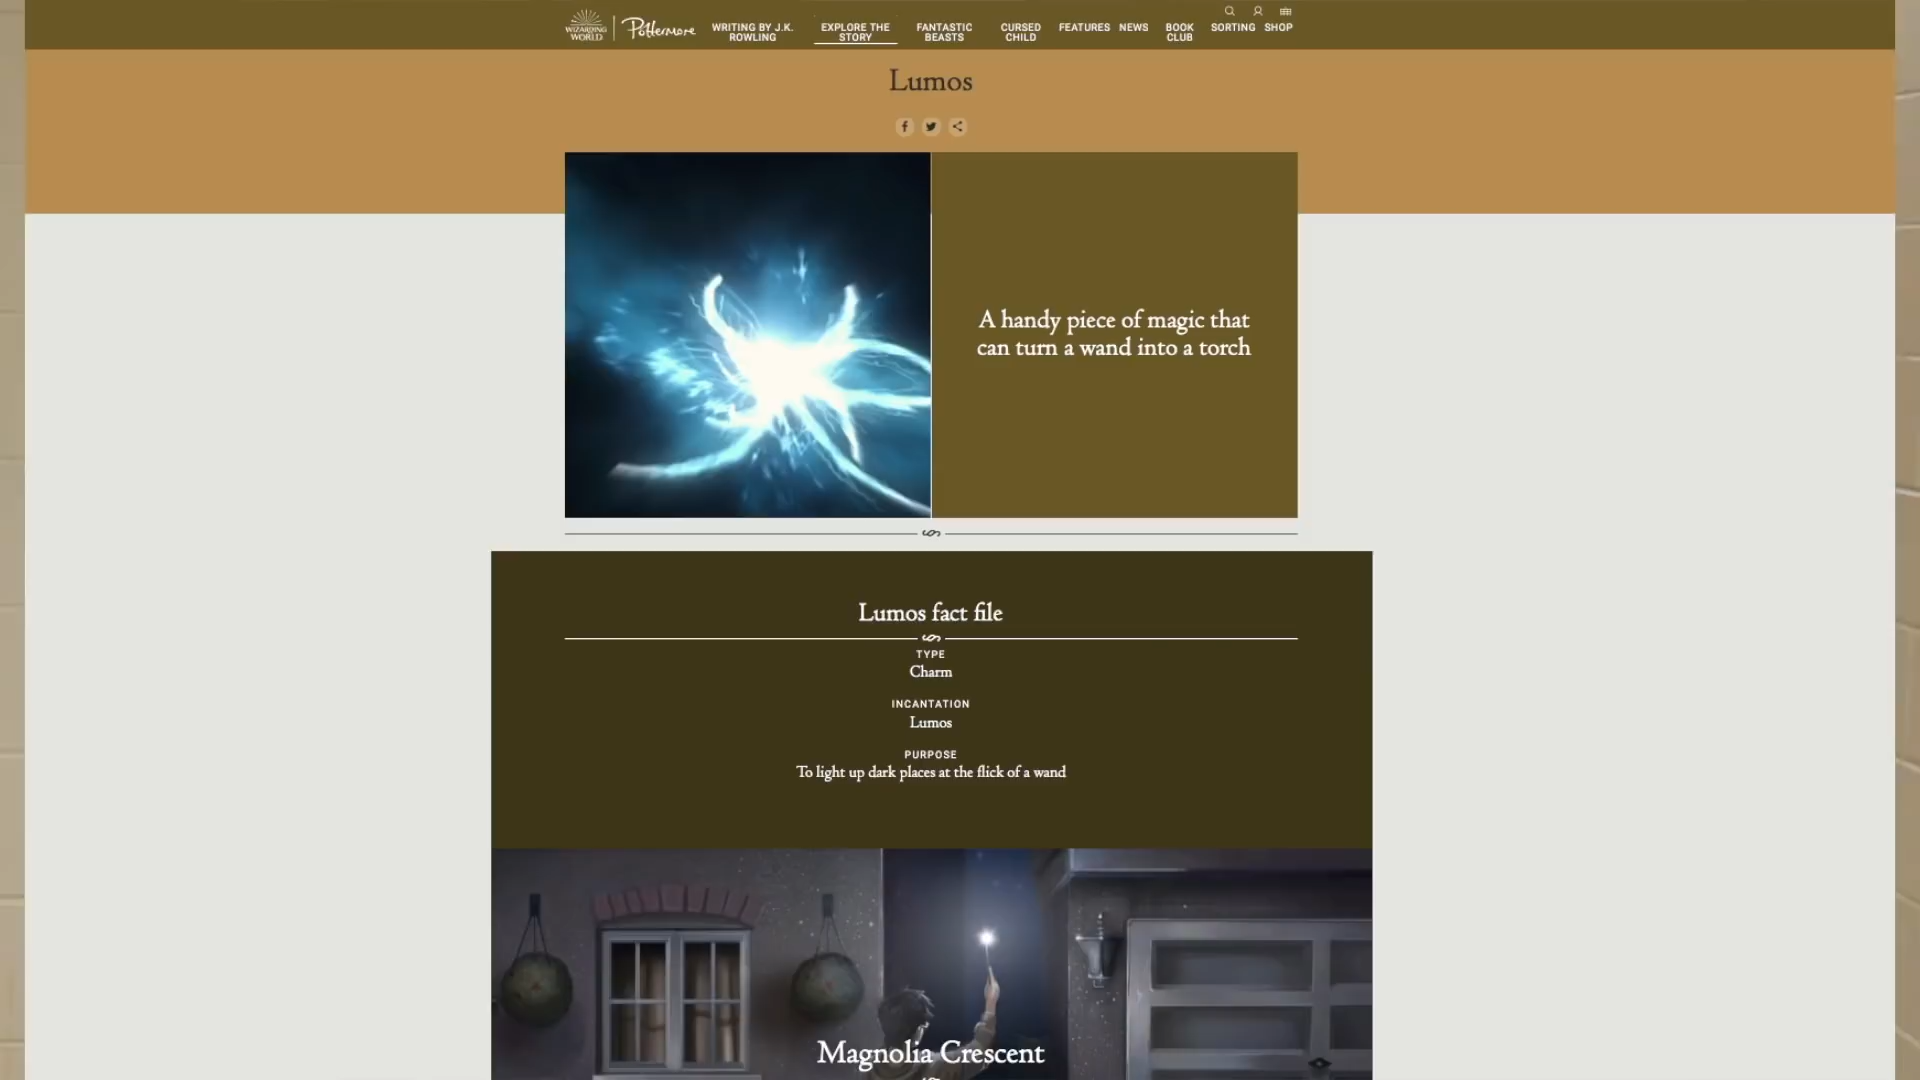 WIZARDING
WORLD
Pottermore
WRITING BY J.K.
ROWLING
EXPLORE THE
STORY
FANTASTIC
BEASTS
CURSED
CHILD
FEATURES
NEWS
BOOK
CLUB
SORTING
SHOP
Lumos
A handy piece of magic that
can turn a wand into a torch
Lumos fact file
TYPE
Charm
INCANTATION
Lumos
PURPOSE
To light up dark places at the flick of a wand
Magnolia Crescent